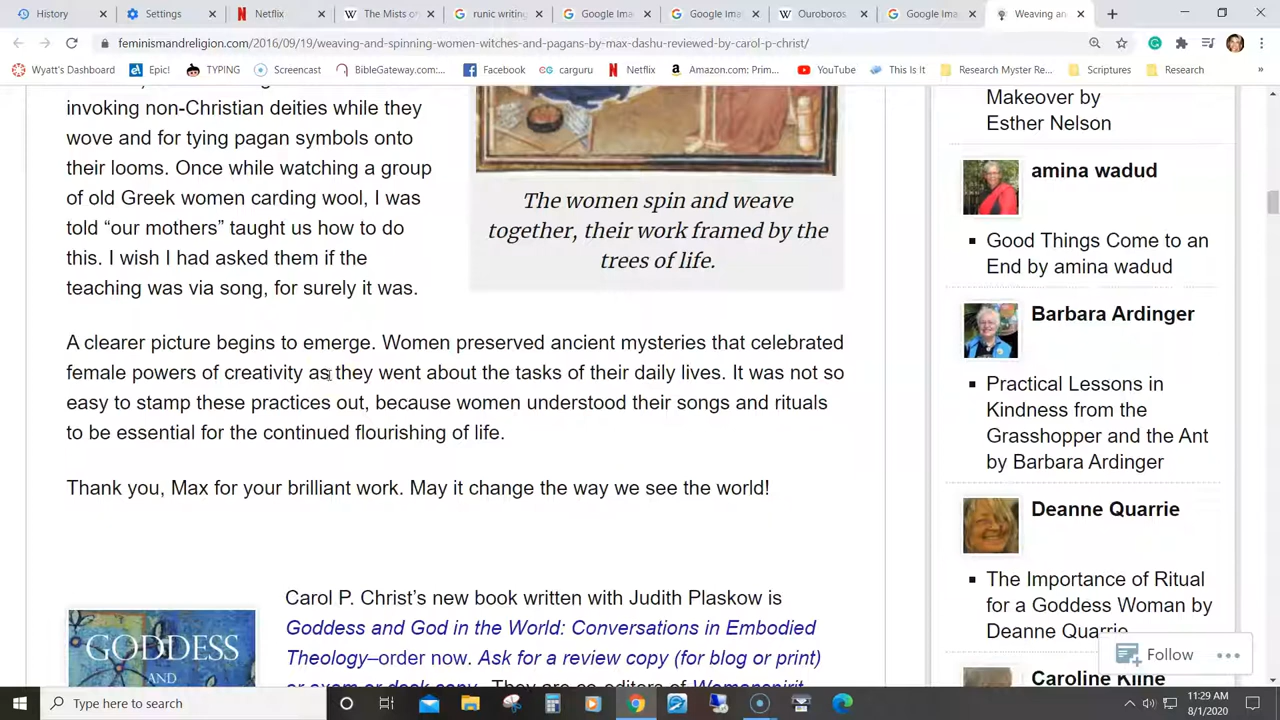 History
Settings
Netflix
The Mists o
runic writing
Google Ima
Google Ima
Ouroboros
Google Ima
Weaving an
feminismandreligion.com/2016/09/19/weaving-and-spinning-women-witches-and-pagans-by-max-dashu-reviewed-by-carol-p-christ/
Wyatt's Dashboard
Epic!
TYPING
Screencast
BibleGateway.com:...
Facebook
carguru
Netflix
Amazon.com: Prim...
YouTube
This Is It
Research Myster Re...
Scriptures
Research
invoking non-Christian deities while they
wove and for tying pagan symbols onto
their looms. Once while watching a group
of old Greek women carding wool, I was
told “our mothers” taught us how to do
this. I wish I had asked them if the
teaching was via song, for surely it was.
The women spin and weave
together, their work framed by the
trees of life.
A clearer picture begins to emerge. Women preserved ancient mysteries that celebrated
female powers of creativity as they went about the tasks of their daily lives. It was not so
easy to stamp these practices out, because women understood their songs and rituals
to be essential for the continued flourishing of life.
Thank you, Max for your brilliant work. May it change the way we see the world!
GODDESS
AND
Carol P. Christ’s new book written with Judith Plaskow is
Goddess and God in the World: Conversations in Embodied
Theology–order now. Ask for a review copy (for blog or print)
or exam or desk copy. They are co-editors of Womanspirit
Makeover by
Esther Nelson
amina wadud
Good Things Come to an
End by amina wadud
Barbara Ardinger
Practical Lessons in
Kindness from the
Grasshopper and the Ant
by Barbara Ardinger
Deanne Quarrie
The Importance of Ritual
for a Goddess Woman by
Deanne Quarrie
Caroline Kline
Follow
Type here to search
11:29 AM
8/1/2020